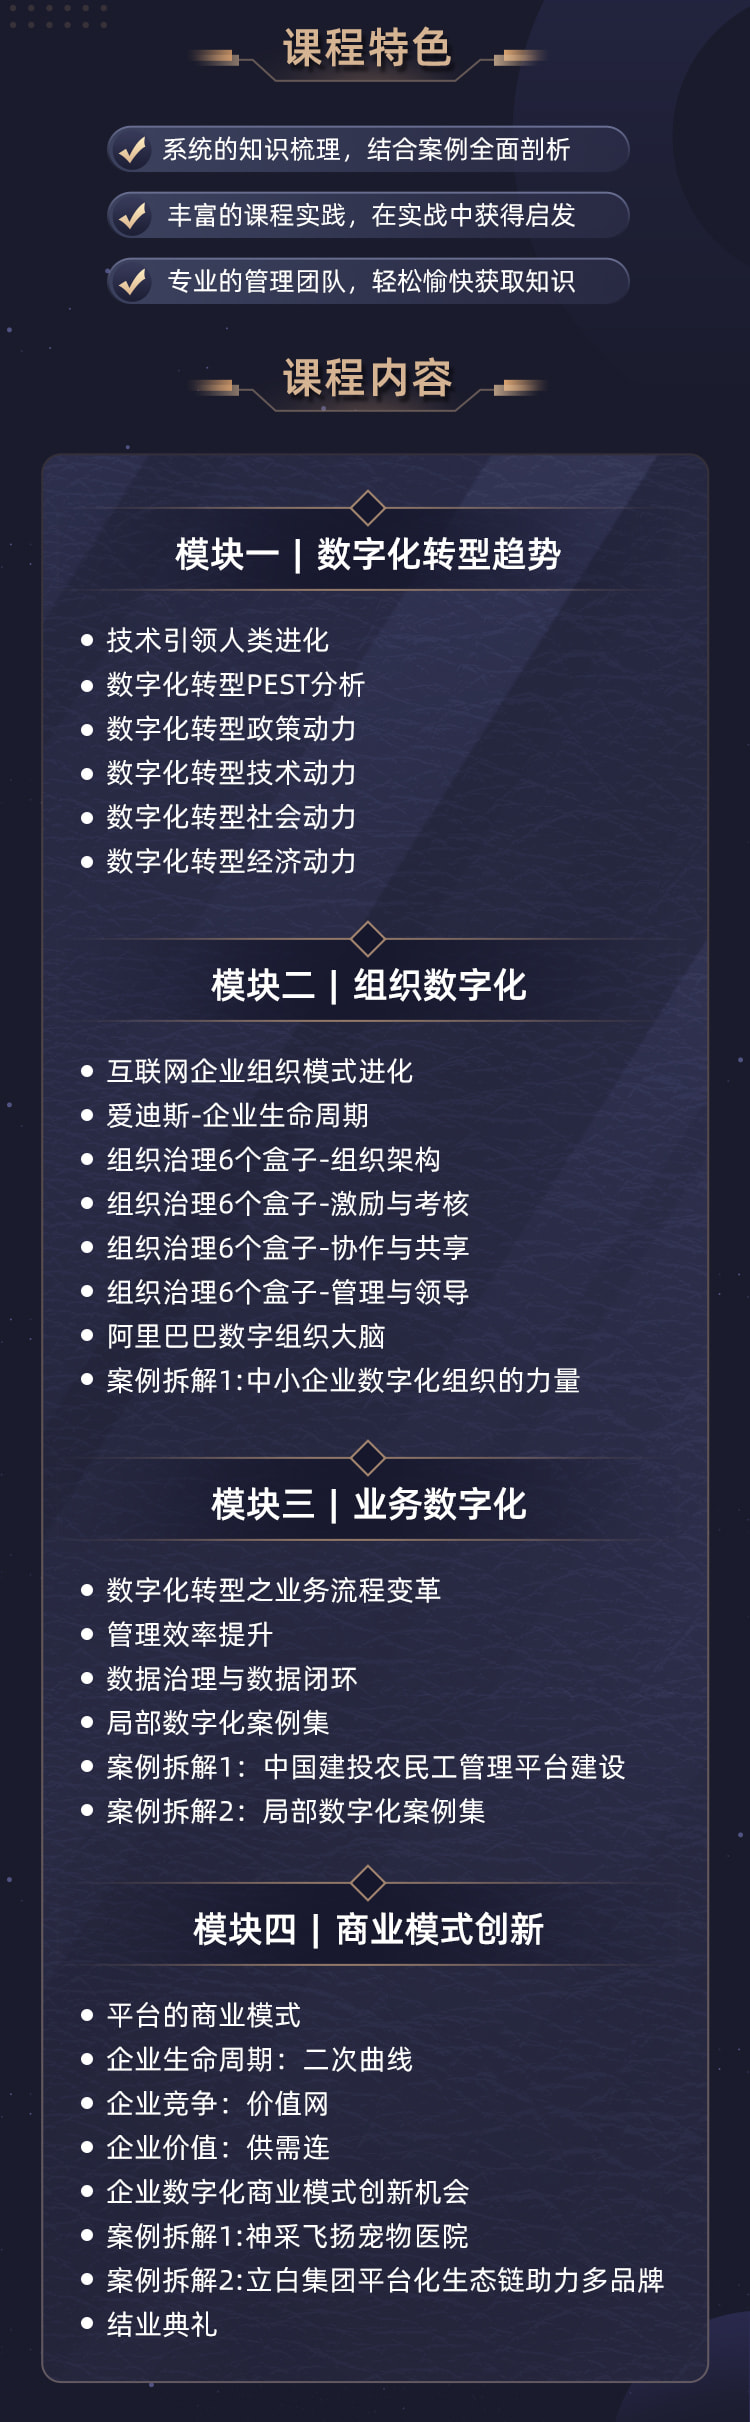 课程特色
系统的知识梳理，结合案例全面剖析
丰富的课程实践，在实战中获得启发
专业的管理团队，轻松愉快获取知识
课程内容
模块一 | 数字化转型趋势
技术引领人类进化
数字化转型PEST分析
数字化转型政策动力
数字化转型技术动力
数字化转型社会动力
数字化转型经济动力
模块二 | 组织数字化
互联网企业组织模式进化
爱迪斯-企业生命周期
组织治理6个盒子-组织架构
组织治理6个盒子-激励与考核
组织治理6个盒子-协作与共享
组织治理6个盒子-管理与领导
阿里巴巴数字组织大脑
案例拆解1:中小企业数字化组织的力量
模块三 | 业务数字化
数字化转型之业务流程变革
管理效率提升
数据治理与数据闭环
局部数字化案例集
案例拆解1：中国建投农民工管理平台建设
案例拆解2：局部数字化案例集
模块四 | 商业模式创新
平台的商业模式
企业生命周期：二次曲线
企业竞争：价值网
企业价值：供需连
企业数字化商业模式创新机会
案例拆解1:神采飞扬宠物医院
案例拆解2:立白集团平台化生态链助力多品牌
结业典礼